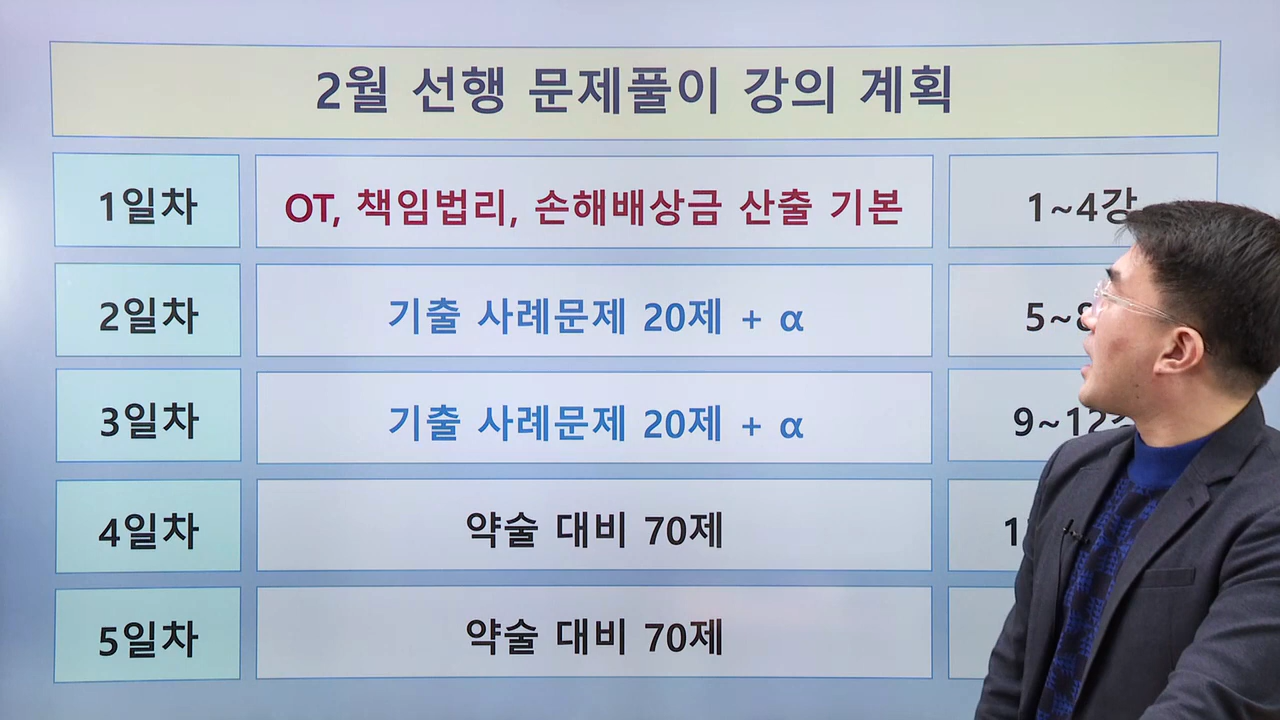 2월 선행 문제풀이 강의 계획
1일차 OT, 책임법리, 손해배상금 산출 기본 1~4강
2일차 기출 사례문제 20제 + α
3일차 기출 사례문제 20제 + α
4일차 약술 대비 70제
5일차 약술 대비 70제